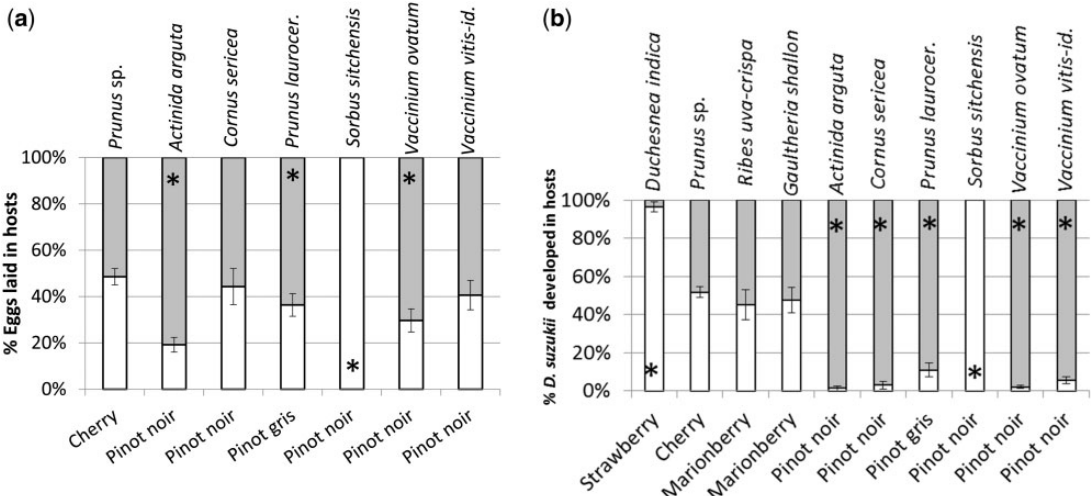 (a)
Prunus sp.
Actinida arguta
Cornus sericea
Prunus laurocer.
Sorbus sitchensis
Vaccinium ovatum
Vaccinium vitis-id.
% Eggs laid in hosts
100%
80%
60%
40%
20%
0%
*
*
*
*
Cherry
Pinot noir
Pinot noir
Pinot gris
Pinot noir
Pinot noir
Pinot noir
(b)
Duchesnea indica
Prunus sp.
Ribes uva-crispa
Gaultheria shallon
Actinida arguta
Cornus sericea
Prunus laurocer.
Sorbus sitchensis
Vaccinium ovatum
Vaccinium vitis-id.
% D. suzukii developed in hosts
100%
80%
60%
40%
20%
0%
*
*
*
*
*
*
*
Strawberry
Cherry
Marionberry
Marionberry
Pinot noir
Pinot noir
Pinot gris
Pinot noir
Pinot noir
Pinot noir